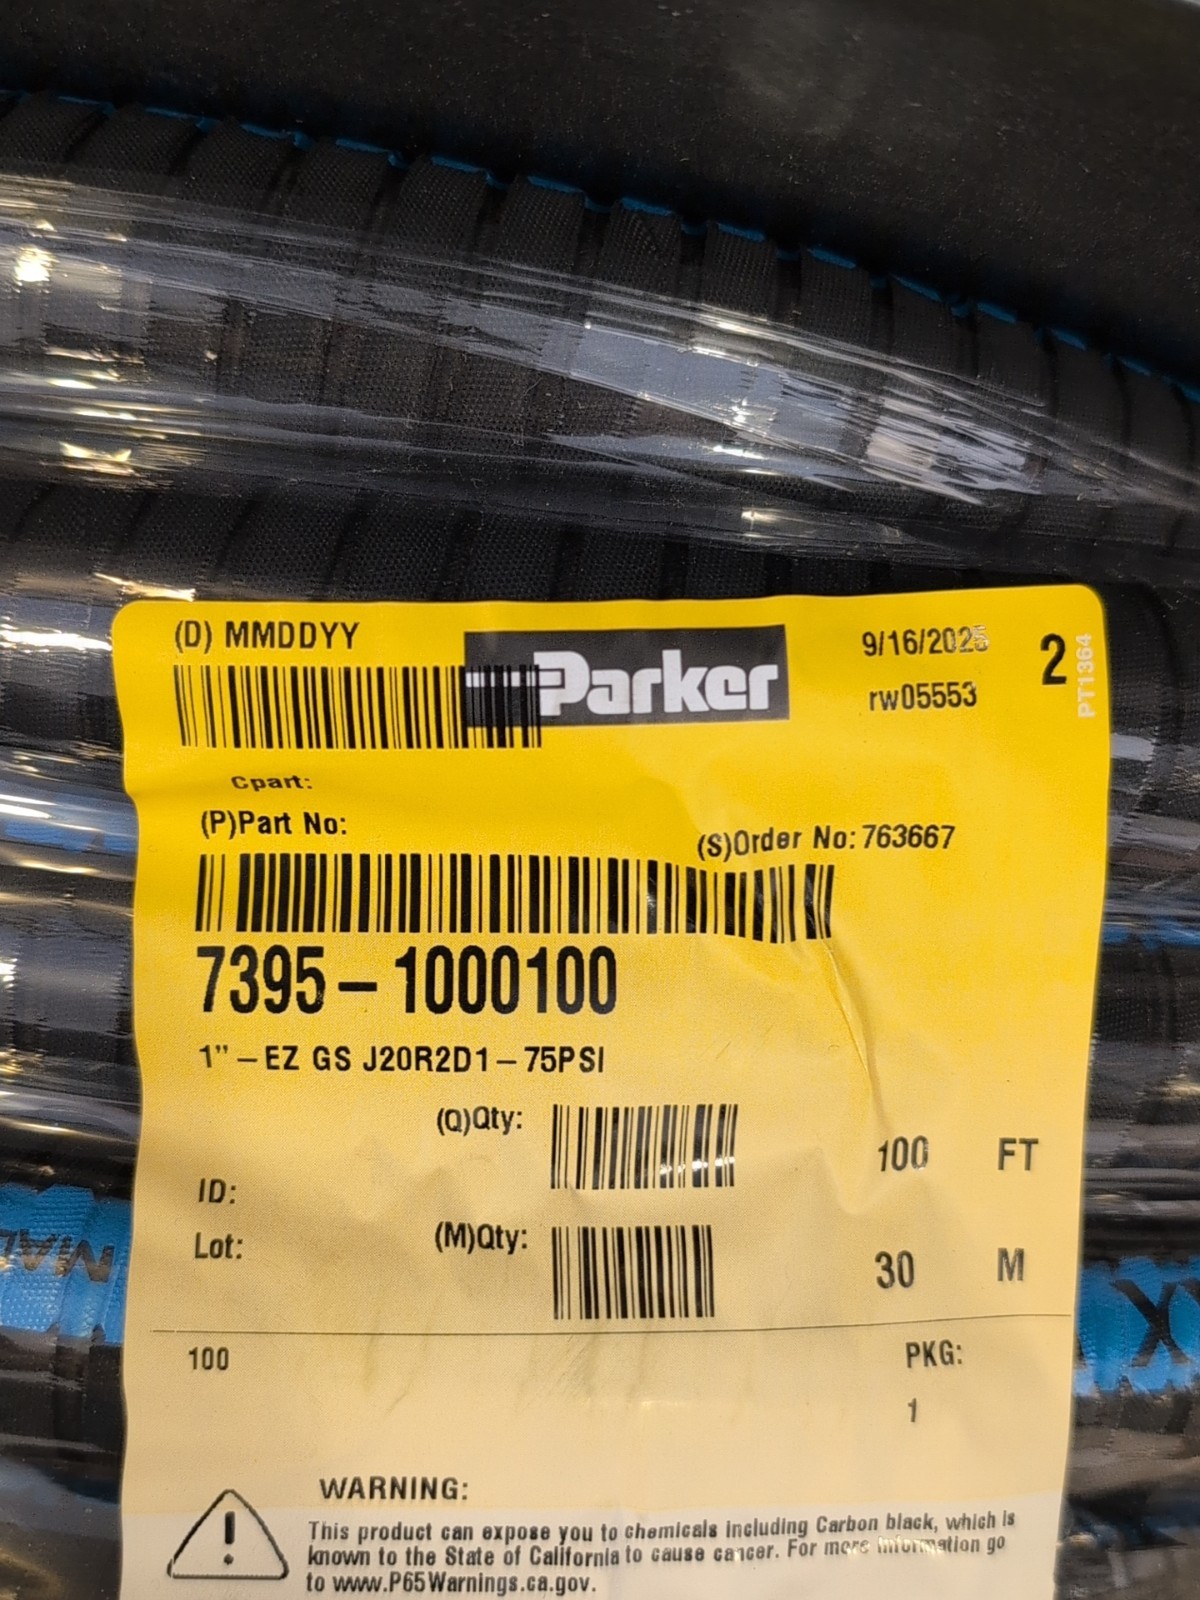 (D) MMDDYY
Parker
9/16/2025
rw05553
2
PT1364
Cpart:
(P)Part No:
(S)Order No: 763667
7395-1000100
1"-EZ GS J20R2D1-75PSI
(Q)Qty: 100 FT
ID:
Lot:
(M)Qty: 30 M
100
PKG:
1
WARNING:
This product can expose you to chemicals including Carbon black, which is
known to the State of California to cause cancer. For more information go
to www.P65Warnings.ca.gov.